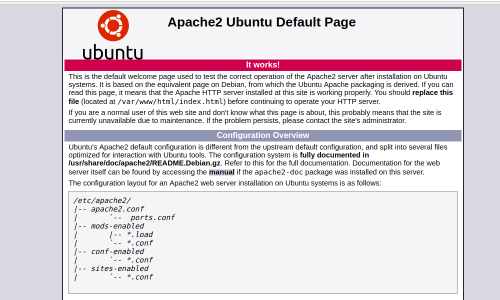 Apache2 Ubuntu Default Page
ubuntu
It works!
This is the default welcome page used to test the correct operation of the Apache2 server after installation on Ubuntu
systems. It is based on the equivalent page on Debian, from which the Ubuntu Apache packaging is derived. If you can
read this page, it means that the Apache HTTP server installed at this site is working properly. You should replace this
file (located at /var/www/html/index.html) before continuing to operate your HTTP server.
If you are a normal user of this web site and don't know what this page is about, this probably means that the site is
currently unavailable due to maintenance. If the problem persists, please contact the site's administrator.
Configuration Overview
Ubuntu's Apache2 default configuration is different from the upstream default configuration, and split into several files
optimized for interaction with Ubuntu tools. The configuration system is fully documented in
/usr/share/doc/apache2/README.Debian.gz. Refer to this for the full documentation. Documentation for the web
server itself can be found by accessing the manual if the apache2-doc package was installed on this server.
The configuration layout for an Apache2 web server installation on Ubuntu systems is as follows:
/etc/apache2/
|-- apache2.conf
|       `--  ports.conf
|-- mods-enabled
|       |-- *.load
|       `-- *.conf
|-- conf-enabled
|       `-- *.conf
|-- sites-enabled
|       `-- *.conf